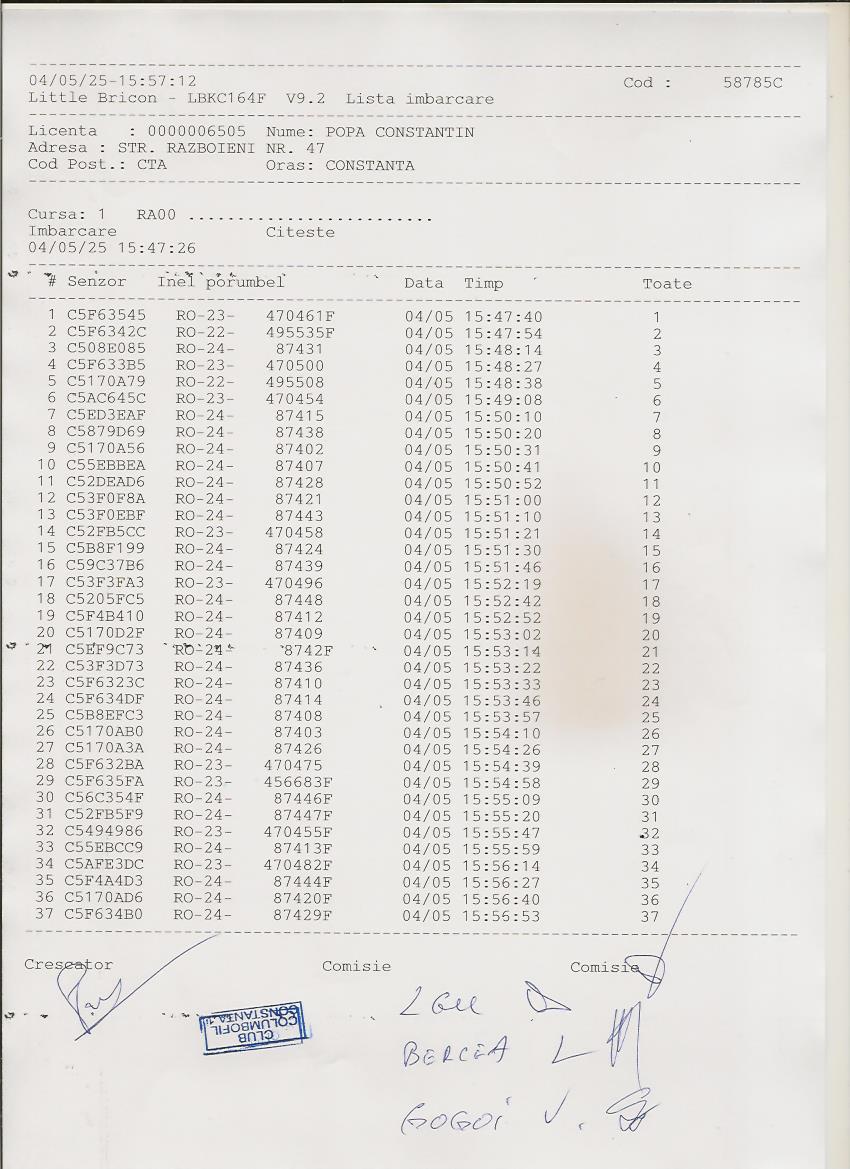 04/05/25-15:57:12 Cod : 58785C
Little Bricon - LBKC164F V9.2 Lista imbarcare
Licenta : 0000006505 Nume: POPA CONSTANTIN
Adresa : STR. RAZBOIENI NR. 47
Cod Post.: CTA Oras: CONSTANTA
Cursa: 1 RA00 .........................
Imbarcare Citeste
04/05/25 15:47:26
# Senzor Inel porumbel Data Timp Toate
1 C5F63545 RO-23- 470461F 04/05 15:47:40 1
2 C5F6342C RO-22- 495535F 04/05 15:47:54 2
3 C508E085 RO-24- 87431 04/05 15:48:14 3
4 C5F633B5 RO-23- 470500 04/05 15:48:27 4
5 C5170A79 RO-22- 495508 04/05 15:48:38 5
6 C5AC645C RO-23- 470454 04/05 15:49:08 6
7 C5ED3EAF RO-24- 87415 04/05 15:50:10 7
8 C5879D69 RO-24- 87438 04/05 15:50:20 8
9 C5170A56 RO-24- 87402 04/05 15:50:31 9
10 C55EBBEA RO-24- 87407 04/05 15:50:41 10
11 C52DEAD6 RO-24- 87428 04/05 15:50:52 11
12 C53F0F8A RO-24- 87421 04/05 15:51:00 12
13 C53F0EBF RO-24- 87443 04/05 15:51:10 13
14 C52FB5CC RO-23- 470458 04/05 15:51:21 14
15 C5B8F199 RO-24- 87424 04/05 15:51:30 15
16 C59C37B6 RO-24- 87439 04/05 15:51:46 16
17 C53F3FA3 RO-23- 470496 04/05 15:52:19 17
18 C5205FC5 RO-24- 87448 04/05 15:52:42 18
19 C5F4B410 RO-24- 87412 04/05 15:52:52 19
20 C5170D2F RO-24- 87409 04/05 15:53:02 20
21 C5EF9C73 RO-24- 8742F 04/05 15:53:14 21
22 C53F3D73 RO-24- 87436 04/05 15:53:22 22
23 C5F6323C RO-24- 87410 04/05 15:53:33 23
24 C5F634DF RO-24- 87414 04/05 15:53:46 24
25 C5B8EFC3 RO-24- 87408 04/05 15:53:57 25
26 C5170AB0 RO-24- 87403 04/05 15:54:10 26
27 C5170A3A RO-24- 87426 04/05 15:54:26 27
28 C5F632BA RO-23- 470475 04/05 15:54:39 28
29 C5F635FA RO-23- 456683F 04/05 15:54:58 29
30 C56C354F RO-24- 87446F 04/05 15:55:09 30
31 C52FB5F9 RO-24- 87447F 04/05 15:55:20 31
32 C5494986 RO-23- 470455F 04/05 15:55:47 32
33 C55EBCC9 RO-24- 87413F 04/05 15:55:59 33
34 C5AFE3DC RO-23- 470482F 04/05 15:56:14 34
35 C5F4A4D3 RO-24- 87444F 04/05 15:56:27 35
36 C5170AD6 RO-24- 87420F 04/05 15:56:40 36
37 C5F634B0 RO-24- 87429F 04/05 15:56:53 37
Crescator Comisie Comisie
CLUB
COLUMBOFIL
CONSTANTA
BERCEA L
GOGOI V.